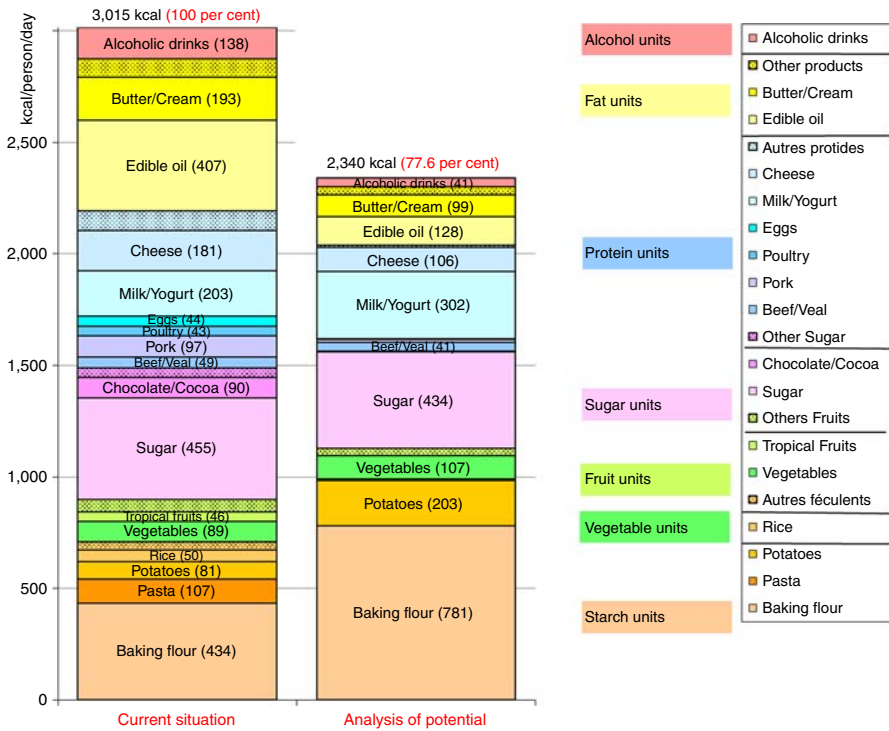 3,015 kcal (100 per cent)
kcal/person/day
2,500
2,000
1,500
1,000
500
0
Alcoholic drinks (138)
Butter/Cream (193)
Edible oil (407)
Cheese (181)
Milk/Yogurt (203)
Eggs (44)
Poultry (43)
Pork (97)
Beef/Veal (49)
Chocolate/Cocoa (90)
Sugar (455)
Tropical fruits (46)
Vegetables (89)
Rice (50)
Potatoes (81)
Pasta (107)
Baking flour (434)
Current situation
2,340 kcal (77.6 per cent)
Alcoholic drinks (41)
Butter/Cream (99)
Edible oil (128)
Cheese (106)
Milk/Yogurt (302)
Beef/Veal (41)
Sugar (434)
Vegetables (107)
Potatoes (203)
Baking flour (781)
Analysis of potential
Alcohol units
Fat units
Protein units
Sugar units
Fruit units
Vegetable units
Starch units
Alcoholic drinks
Other products
Butter/Cream
Edible oil
Autres protides
Cheese
Milk/Yogurt
Eggs
Poultry
Pork
Beef/Veal
Other Sugar
Chocolate/Cocoa
Sugar
Others Fruits
Tropical Fruits
Vegetables
Autres féculents
Rice
Potatoes
Pasta
Baking flour